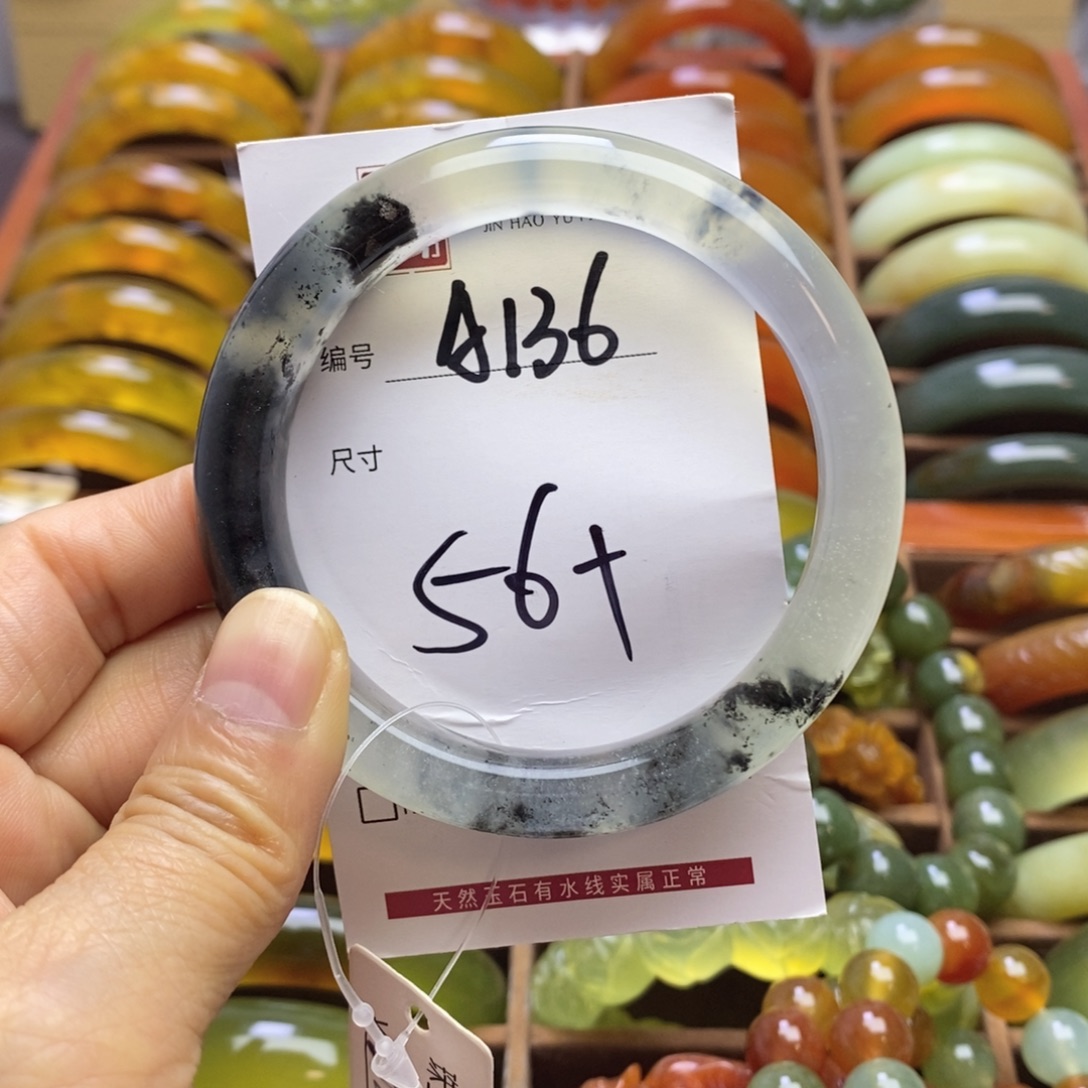 JIN HAO YU
编号 A136
尺寸
56+
天然玉石有水线实属正常